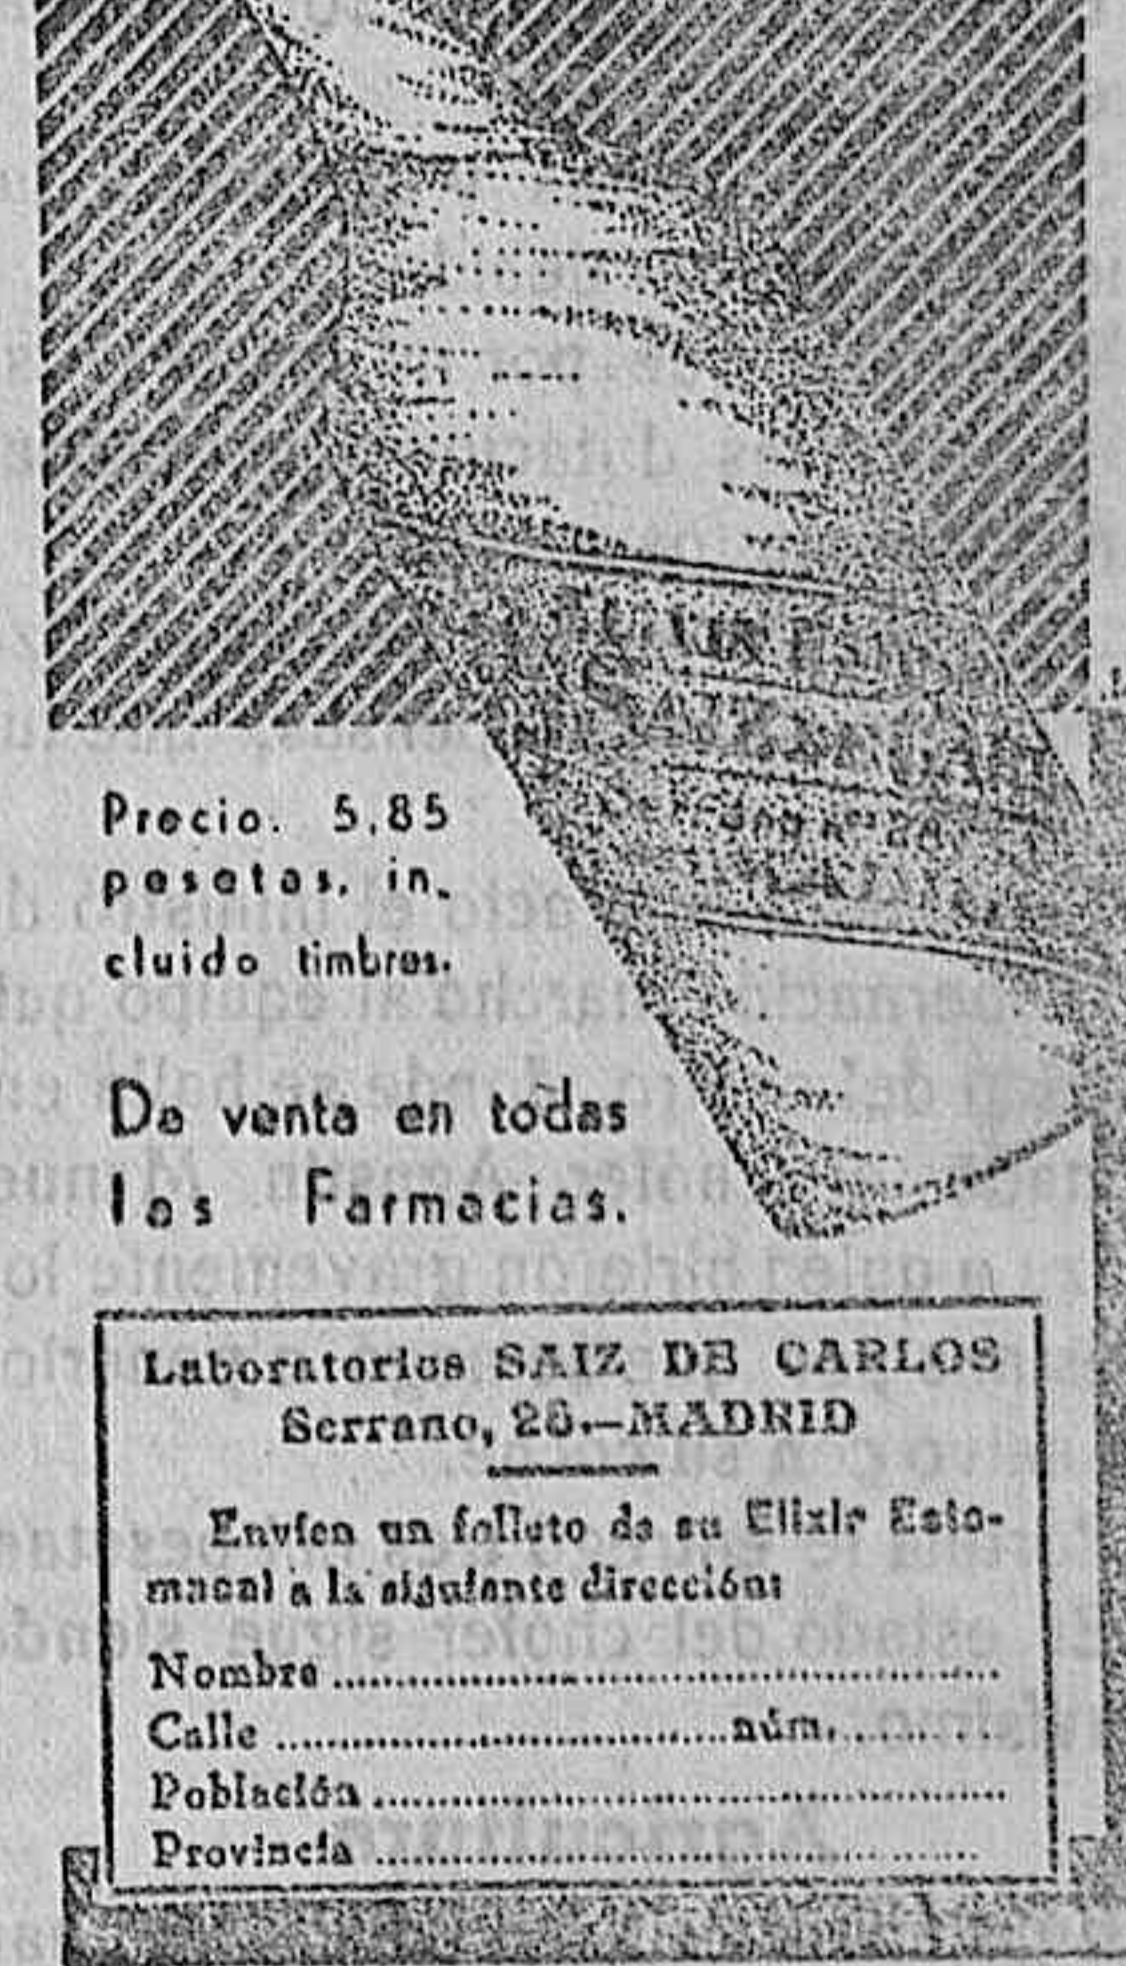 Precio. 5,85
pesetas, in-
cluido timbres.
De venta en todas
las Farmacias.
Laboratorios SAIZ DE CARLOS
Serrano, 28.—MADRID
Envíen un folleto de su Elixir Esto-
macal a la siguiente dirección:
Nombre
Calle núm.
Población
Provincia